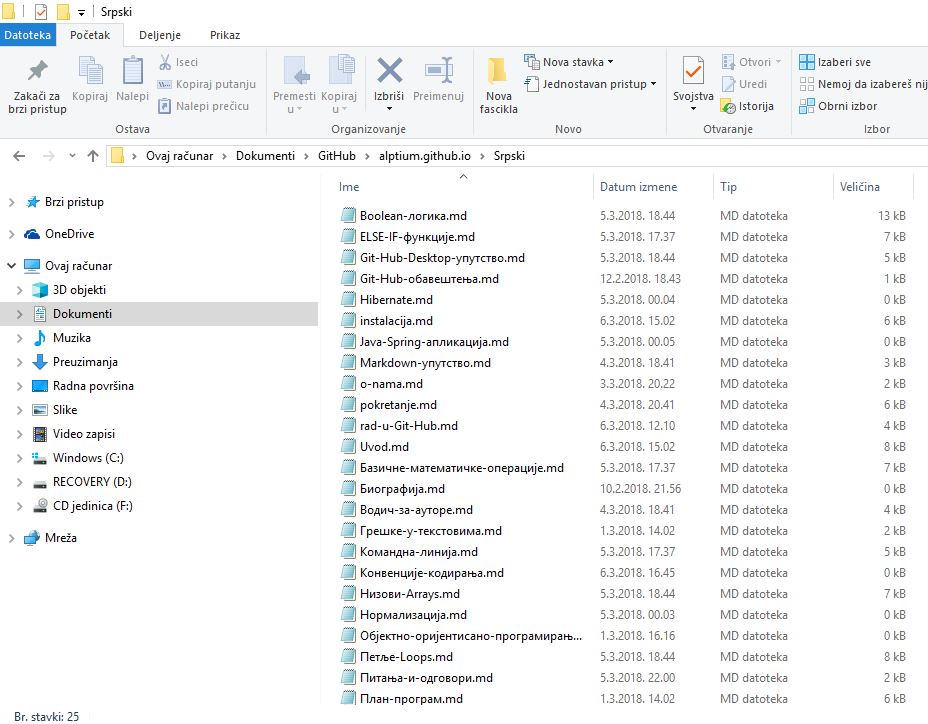 Srpski
Datoteka Početak Deljenje Prikaz
Zakači za brzi pristup
Kopiraj
Nalepi
Iseci
Kopiraj putanju
Nalepi prečicu
Ostava
Premesti u
Kopiraj u
Izbriši
Preimenuj
Organizovanje
Nova fascikla
Nova stavka
Jednostavan pristup
Novo
Svojstva
Otvori
Uredi
Istorija
Otvaranje
Izaberi sve
Nemoj da izabereš nij
Obrni izbor
Izbor
Ovaj računar > Dokumenti > GitHub > alptium.github.io > Srpski
Brzi pristup
OneDrive
Ovaj računar
3D objekti
Dokumenti
Muzika
Preuzimanja
Radna površina
Slike
Video zapisi
Windows (C:)
RECOVERY (D:)
CD jedinica (F:)
Mreža
Ime Datum izmene Tip Veličina
Boolean-логика.md 5.3.2018. 18.44 MD datoteka 13 kB
ELSE-IF-функције.md 5.3.2018. 17.37 MD datoteka 7 kB
Git-Hub-Desktop-упутство.md 5.3.2018. 18.44 MD datoteka 5 kB
Git-Hub-обавештења.md 12.2.2018. 18.43 MD datoteka 1 kB
Hibernate.md 5.3.2018. 00.04 MD datoteka 0 kB
instalacija.md 6.3.2018. 15.02 MD datoteka 6 kB
Java-Spring-апликација.md 5.3.2018. 00.05 MD datoteka 0 kB
Markdown-упутство.md 4.3.2018. 18.41 MD datoteka 3 kB
o-nama.md 3.3.2018. 20.22 MD datoteka 2 kB
pokretanje.md 4.3.2018. 20.41 MD datoteka 6 kB
rad-u-Git-Hub.md 6.3.2018. 12.10 MD datoteka 4 kB
Uvod.md 6.3.2018. 15.02 MD datoteka 8 kB
Базичне-математичке-операције.md 5.3.2018. 17.37 MD datoteka 7 kB
Биографија.md 10.2.2018. 21.56 MD datoteka 0 kB
Водич-за-ауторе.md 4.3.2018. 18.41 MD datoteka 4 kB
Грешке-у-текстовима.md 1.3.2018. 14.02 MD datoteka 2 kB
Командна-линија.md 5.3.2018. 17.37 MD datoteka 5 kB
Конвенције-кодирања.md 6.3.2018. 16.45 MD datoteka 0 kB
Низови-Arrays.md 5.3.2018. 18.44 MD datoteka 7 kB
Нормализација.md 5.3.2018. 00.03 MD datoteka 0 kB
Објектно-оријентисано-програмирањ... 1.3.2018. 16.16 MD datoteka 0 kB
Петље-Loops.md 5.3.2018. 18.44 MD datoteka 8 kB
Питања-и-одговори.md 5.3.2018. 22.00 MD datoteka 2 kB
План-програм.md 1.3.2018. 14.02 MD datoteka 6 kB
Br. stavki: 25